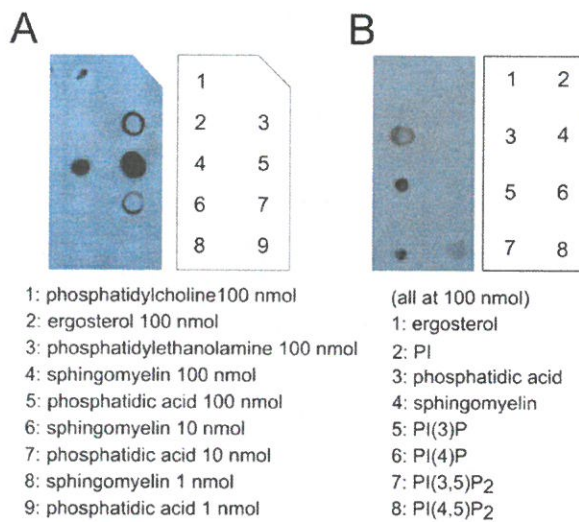 A
B
1
2 3
4 5
6 7
8 9
1 2
3 4
5 6
7 8
1: phosphatidylcholine100 nmol
2: ergosterol 100 nmol
3: phosphatidylethanolamine 100 nmol
4: sphingomyelin 100 nmol
5: phosphatidic acid 100 nmol
6: sphingomyelin 10 nmol
7: phosphatidic acid 10 nmol
8: sphingomyelin 1 nmol
9: phosphatidic acid 1 nmol
(all at 100 nmol)
1: ergosterol
2: PI
3: phosphatidic acid
4: sphingomyelin
5: PI(3)P
6: PI(4)P
7: PI(3,5)P2
8: PI(4,5)P2